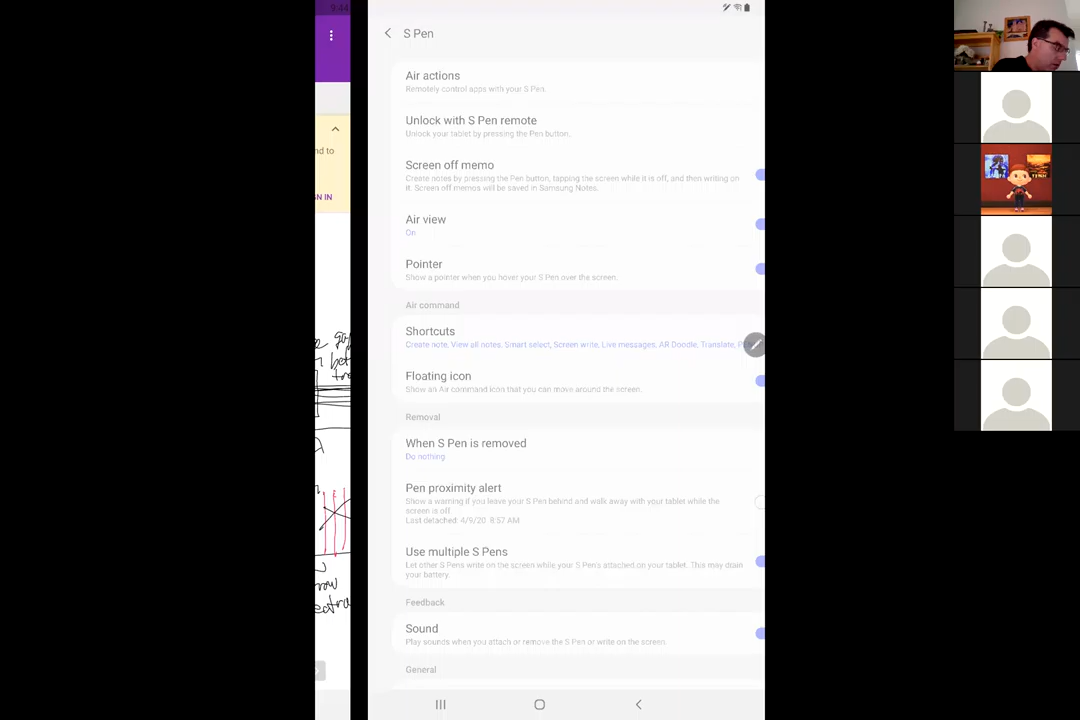 9:44
S Pen
nd to
GN IN
Air actions
Remotely control apps with your S Pen.
Unlock with S Pen remote
Unlock your tablet by pressing the Pen button.
Screen off memo
Create notes by pressing the Pen button, tapping the screen while it is off, and then writing on
it. Screen off memos will be saved in Samsung Notes.
Air view
On
Pointer
Show a pointer when you hover your S Pen over the screen.
Air command
Shortcuts
Create note, View all notes, Smart select, Screen write, Live messages, AR Doodle, Translate, PE
Floating icon
Show an Air command icon that you can move around the screen.
Removal
When S Pen is removed
Do nothing
Pen proximity alert
Show a warning if you leave your S Pen behind and walk away with your tablet while the
screen is off.
Last detached: 4/9/20 8:57 AM
Use multiple S Pens
Let other S Pens write on the screen while your S Pen's attached on your tablet. This may drain
your battery.
Feedback
Sound
Play sounds when you attach or remove the S Pen or write on the screen.
General